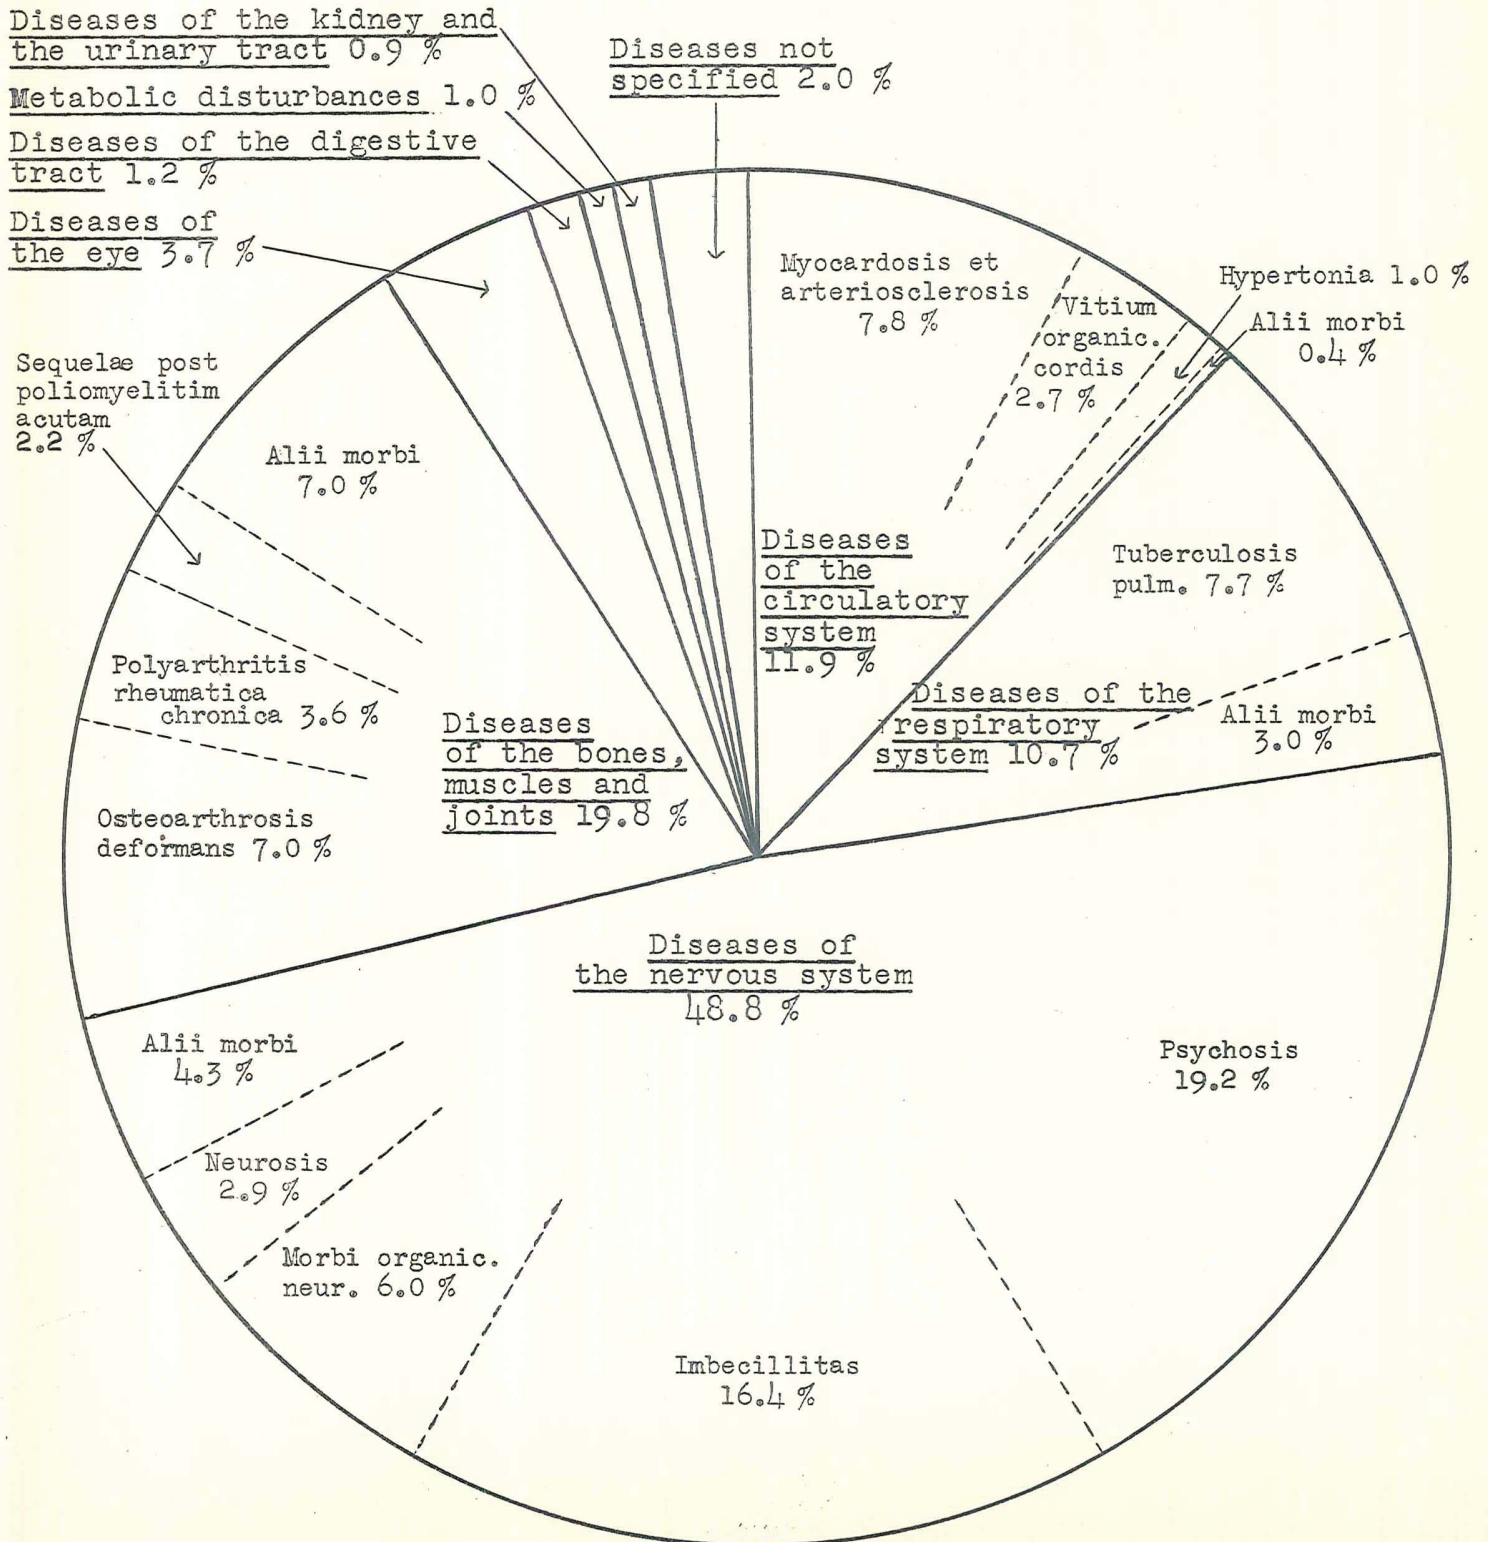 Diseases of the kidney and
the urinary tract 0.9 %
Metabolic disturbances 1.0 %
Diseases of the digestive
tract 1.2 %
Diseases of
the eye 3.7 %
Diseases not
specified 2.0 %
Myocardosis et
arteriosclerosis
7.8 %
Vitium
organic.
cordis
2.7 %
Hypertonia 1.0 %
Alii morbi
0.4 %
Diseases
of the
circulatory
system
11.9 %
Tuberculosis
pulm. 7.7 %
Diseases of the
respiratory
system 10.7 %
Alii morbi
3.0 %
Sequelae post
poliomyelitim
acutam
2.2 %
Alii morbi
7.0 %
Polyarthritis
rheumatica
chronica 3.6 %
Osteoarthrosis
deformans 7.0 %
Diseases
of the bones,
muscles and
joints 19.8 %
Diseases of
the nervous system
48.8 %
Psychosis
19.2 %
Alii morbi
4.3 %
Neurosis
2.9 %
Morbi organic.
neur. 6.0 %
Imbecillitas
16.4 %